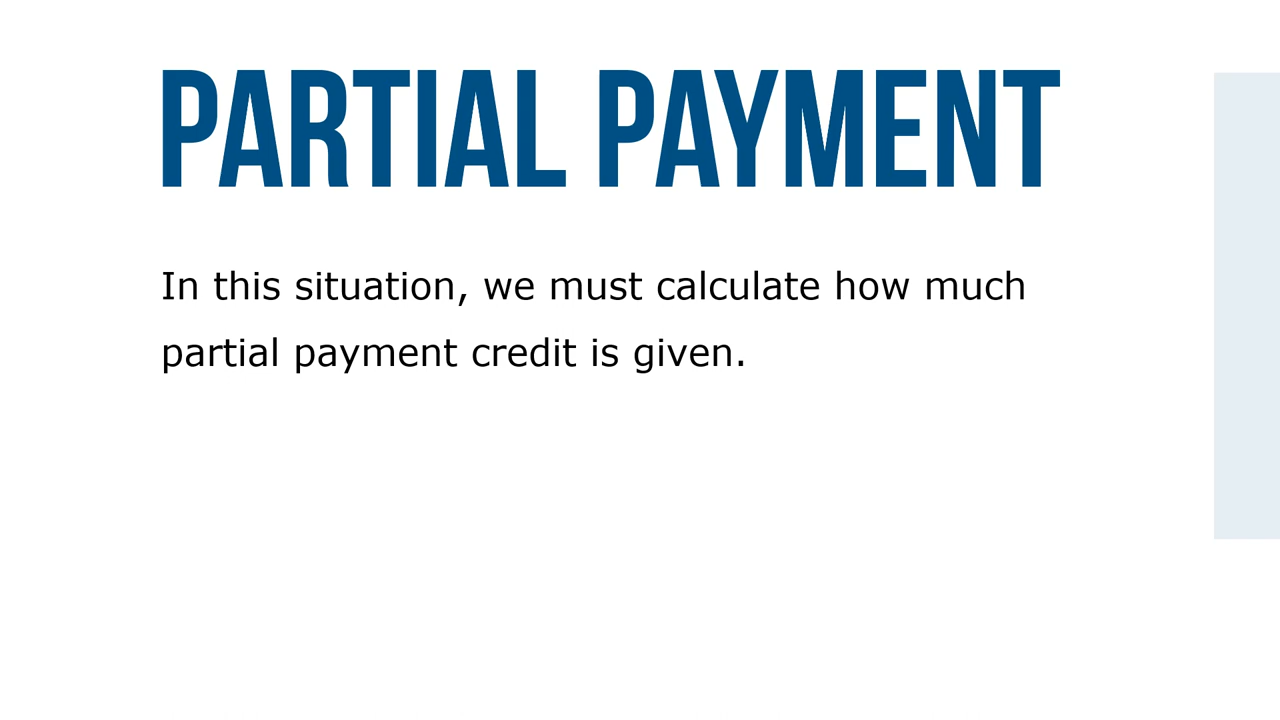 PARTIAL PAYMENT
In this situation, we must calculate how much
partial payment credit is given.